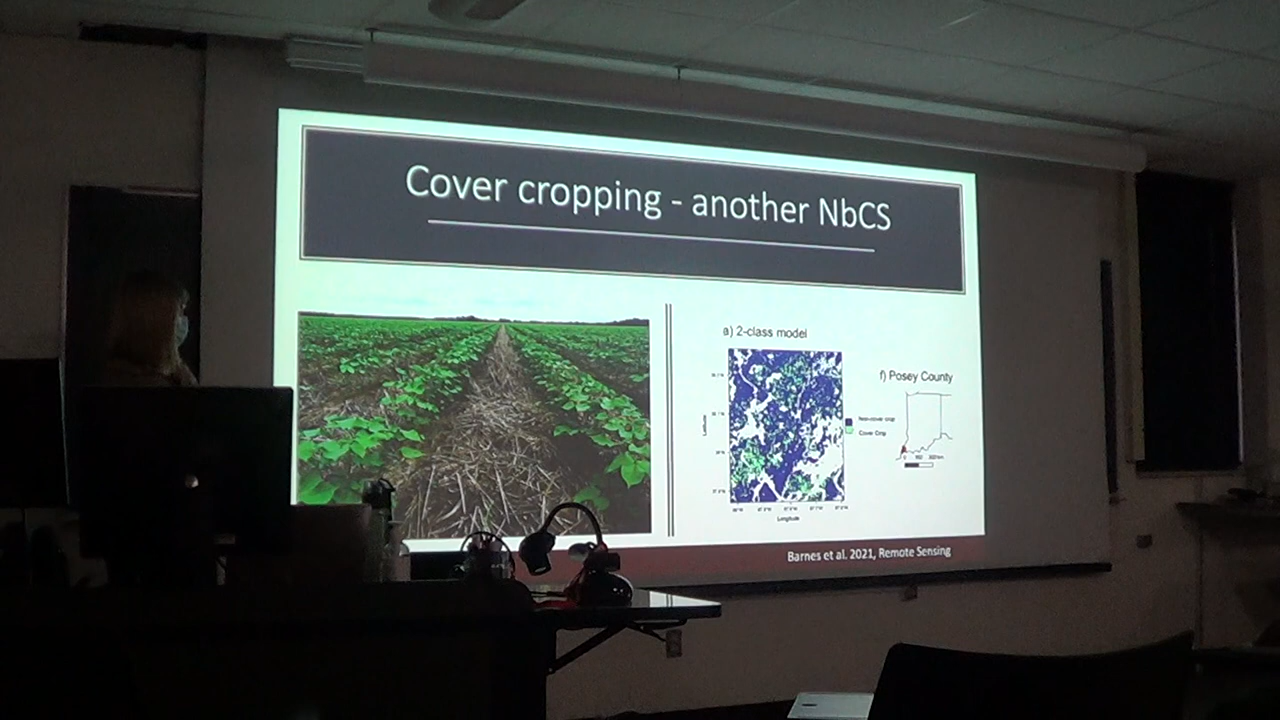 Cover cropping - another NbCS
a) 2-class model
f) Posey County
Non-cover crop
Cover Crop
Latitude
Longitude
Barnes et al. 2021, Remote Sensing